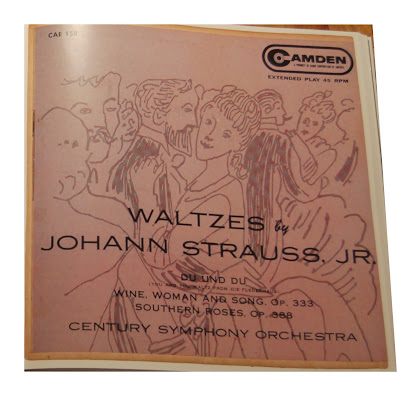 CAE 158
CAMDEN
EXTENDED PLAY 45 RPM
WALTZES by
JOHANN STRAUSS, JR.
DU UND DU
WINE, WOMAN AND SONG, OP. 333
SOUTHERN ROSES, OP. 388
CENTURY SYMPHONY ORCHESTRA